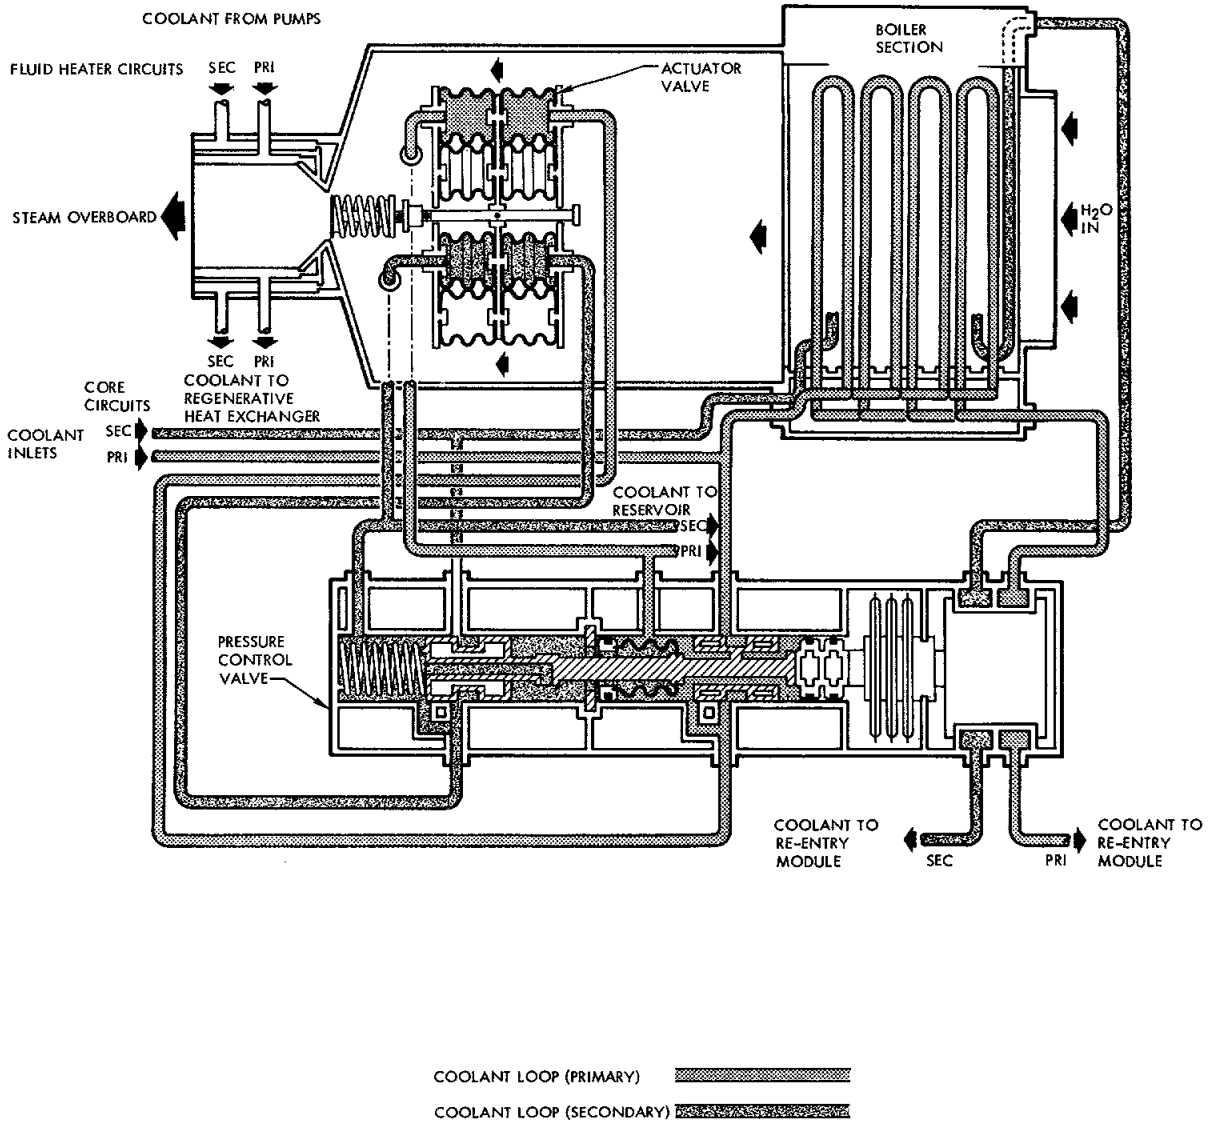 COOLANT FROM PUMPS
FLUID HEATER CIRCUITS
SEC
PRI
BOILER
SECTION
ACTUATOR
VALVE
STEAM OVERBOARD
H2O
IN
SEC
PRI
COOLANT TO
REGENERATIVE
HEAT EXCHANGER
CORE
CIRCUITS
COOLANT
INLETS
SEC
PRI
COOLANT TO
RESERVOIR
SEC
PRI
PRESSURE
CONTROL
VALVE
COOLANT TO
RE-ENTRY
MODULE
SEC
PRI
COOLANT TO
RE-ENTRY
MODULE
COOLANT LOOP (PRIMARY)
COOLANT LOOP (SECONDARY)